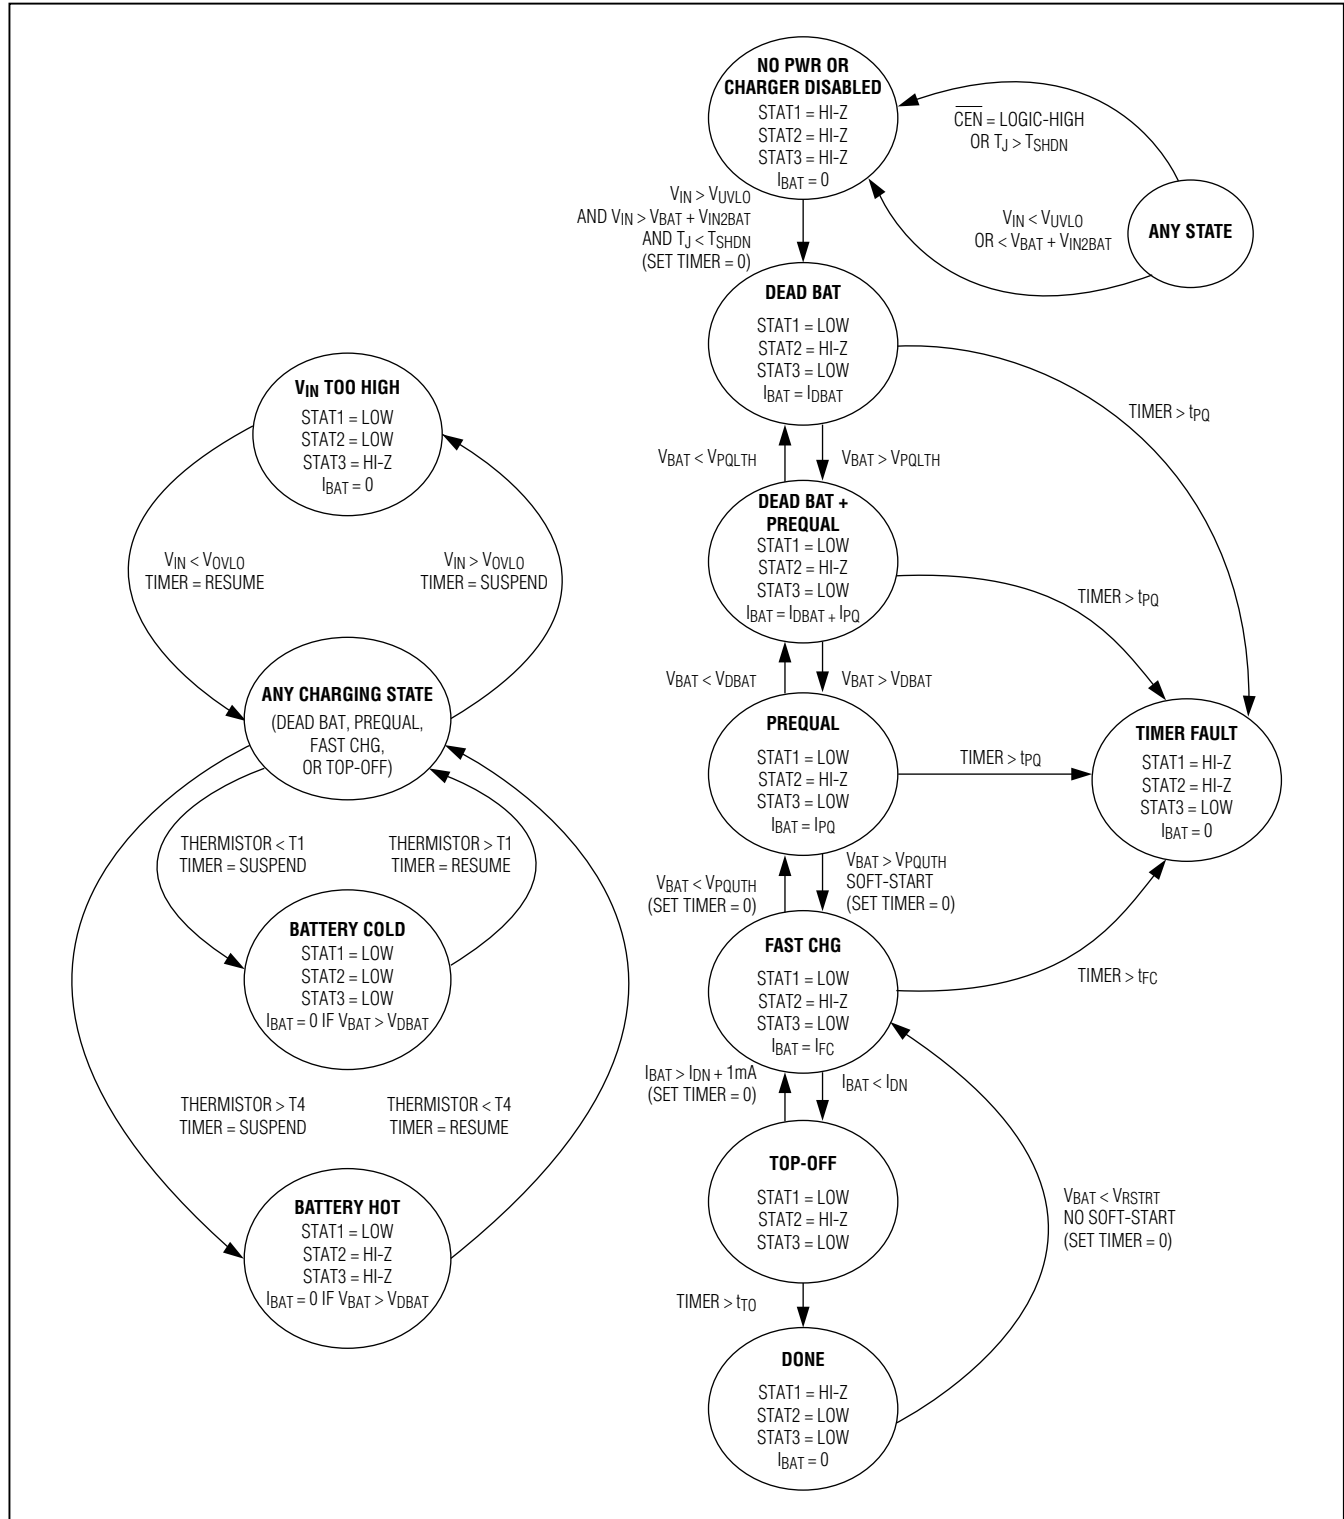 NO PWR OR
CHARGER DISABLED
STAT1 = HI-Z
STAT2 = HI-Z
STAT3 = HI-Z
IBAT = 0
CEN = LOGIC-HIGH
OR TJ > TSHDN
VIN < VUVLO
OR < VBAT + VIN2BAT
ANY STATE
VIN > VUVLO
AND VIN > VBAT + VIN2BAT
AND TJ < TSHDN
(SET TIMER = 0)
DEAD BAT
STAT1 = LOW
STAT2 = HI-Z
STAT3 = LOW
IBAT = IDBAT
TIMER > tPQ
VBAT < VPQLTH
VBAT > VPQLTH
DEAD BAT +
PREQUAL
STAT1 = LOW
STAT2 = HI-Z
STAT3 = LOW
IBAT = IDBAT + IPQ
TIMER > tPQ
VBAT < VDBAT
VBAT > VDBAT
PREQUAL
STAT1 = LOW
STAT2 = HI-Z
STAT3 = LOW
IBAT = IPQ
TIMER > tPQ
TIMER FAULT
STAT1 = HI-Z
STAT2 = HI-Z
STAT3 = LOW
IBAT = 0
VBAT < VPQUTH
(SET TIMER = 0)
VBAT > VPQUTH
SOFT-START
(SET TIMER = 0)
FAST CHG
STAT1 = LOW
STAT2 = HI-Z
STAT3 = LOW
IBAT = IFC
TIMER > tFC
IBAT > IDN + 1mA
(SET TIMER = 0)
IBAT < IDN
TOP-OFF
STAT1 = LOW
STAT2 = HI-Z
STAT3 = LOW
VBAT < VRSTRT
NO SOFT-START
(SET TIMER = 0)
TIMER > tTO
DONE
STAT1 = HI-Z
STAT2 = LOW
STAT3 = LOW
IBAT = 0
VIN TOO HIGH
STAT1 = LOW
STAT2 = LOW
STAT3 = HI-Z
IBAT = 0
VIN < VOVLO
TIMER = RESUME
VIN > VOVLO
TIMER = SUSPEND
ANY CHARGING STATE
(DEAD BAT, PREQUAL,
FAST CHG,
OR TOP-OFF)
THERMISTOR < T1
TIMER = SUSPEND
THERMISTOR > T1
TIMER = RESUME
BATTERY COLD
STAT1 = LOW
STAT2 = LOW
STAT3 = LOW
IBAT = 0 IF VBAT > VDBAT
THERMISTOR > T4
TIMER = SUSPEND
THERMISTOR < T4
TIMER = RESUME
BATTERY HOT
STAT1 = LOW
STAT2 = HI-Z
STAT3 = HI-Z
IBAT = 0 IF VBAT > VDBAT